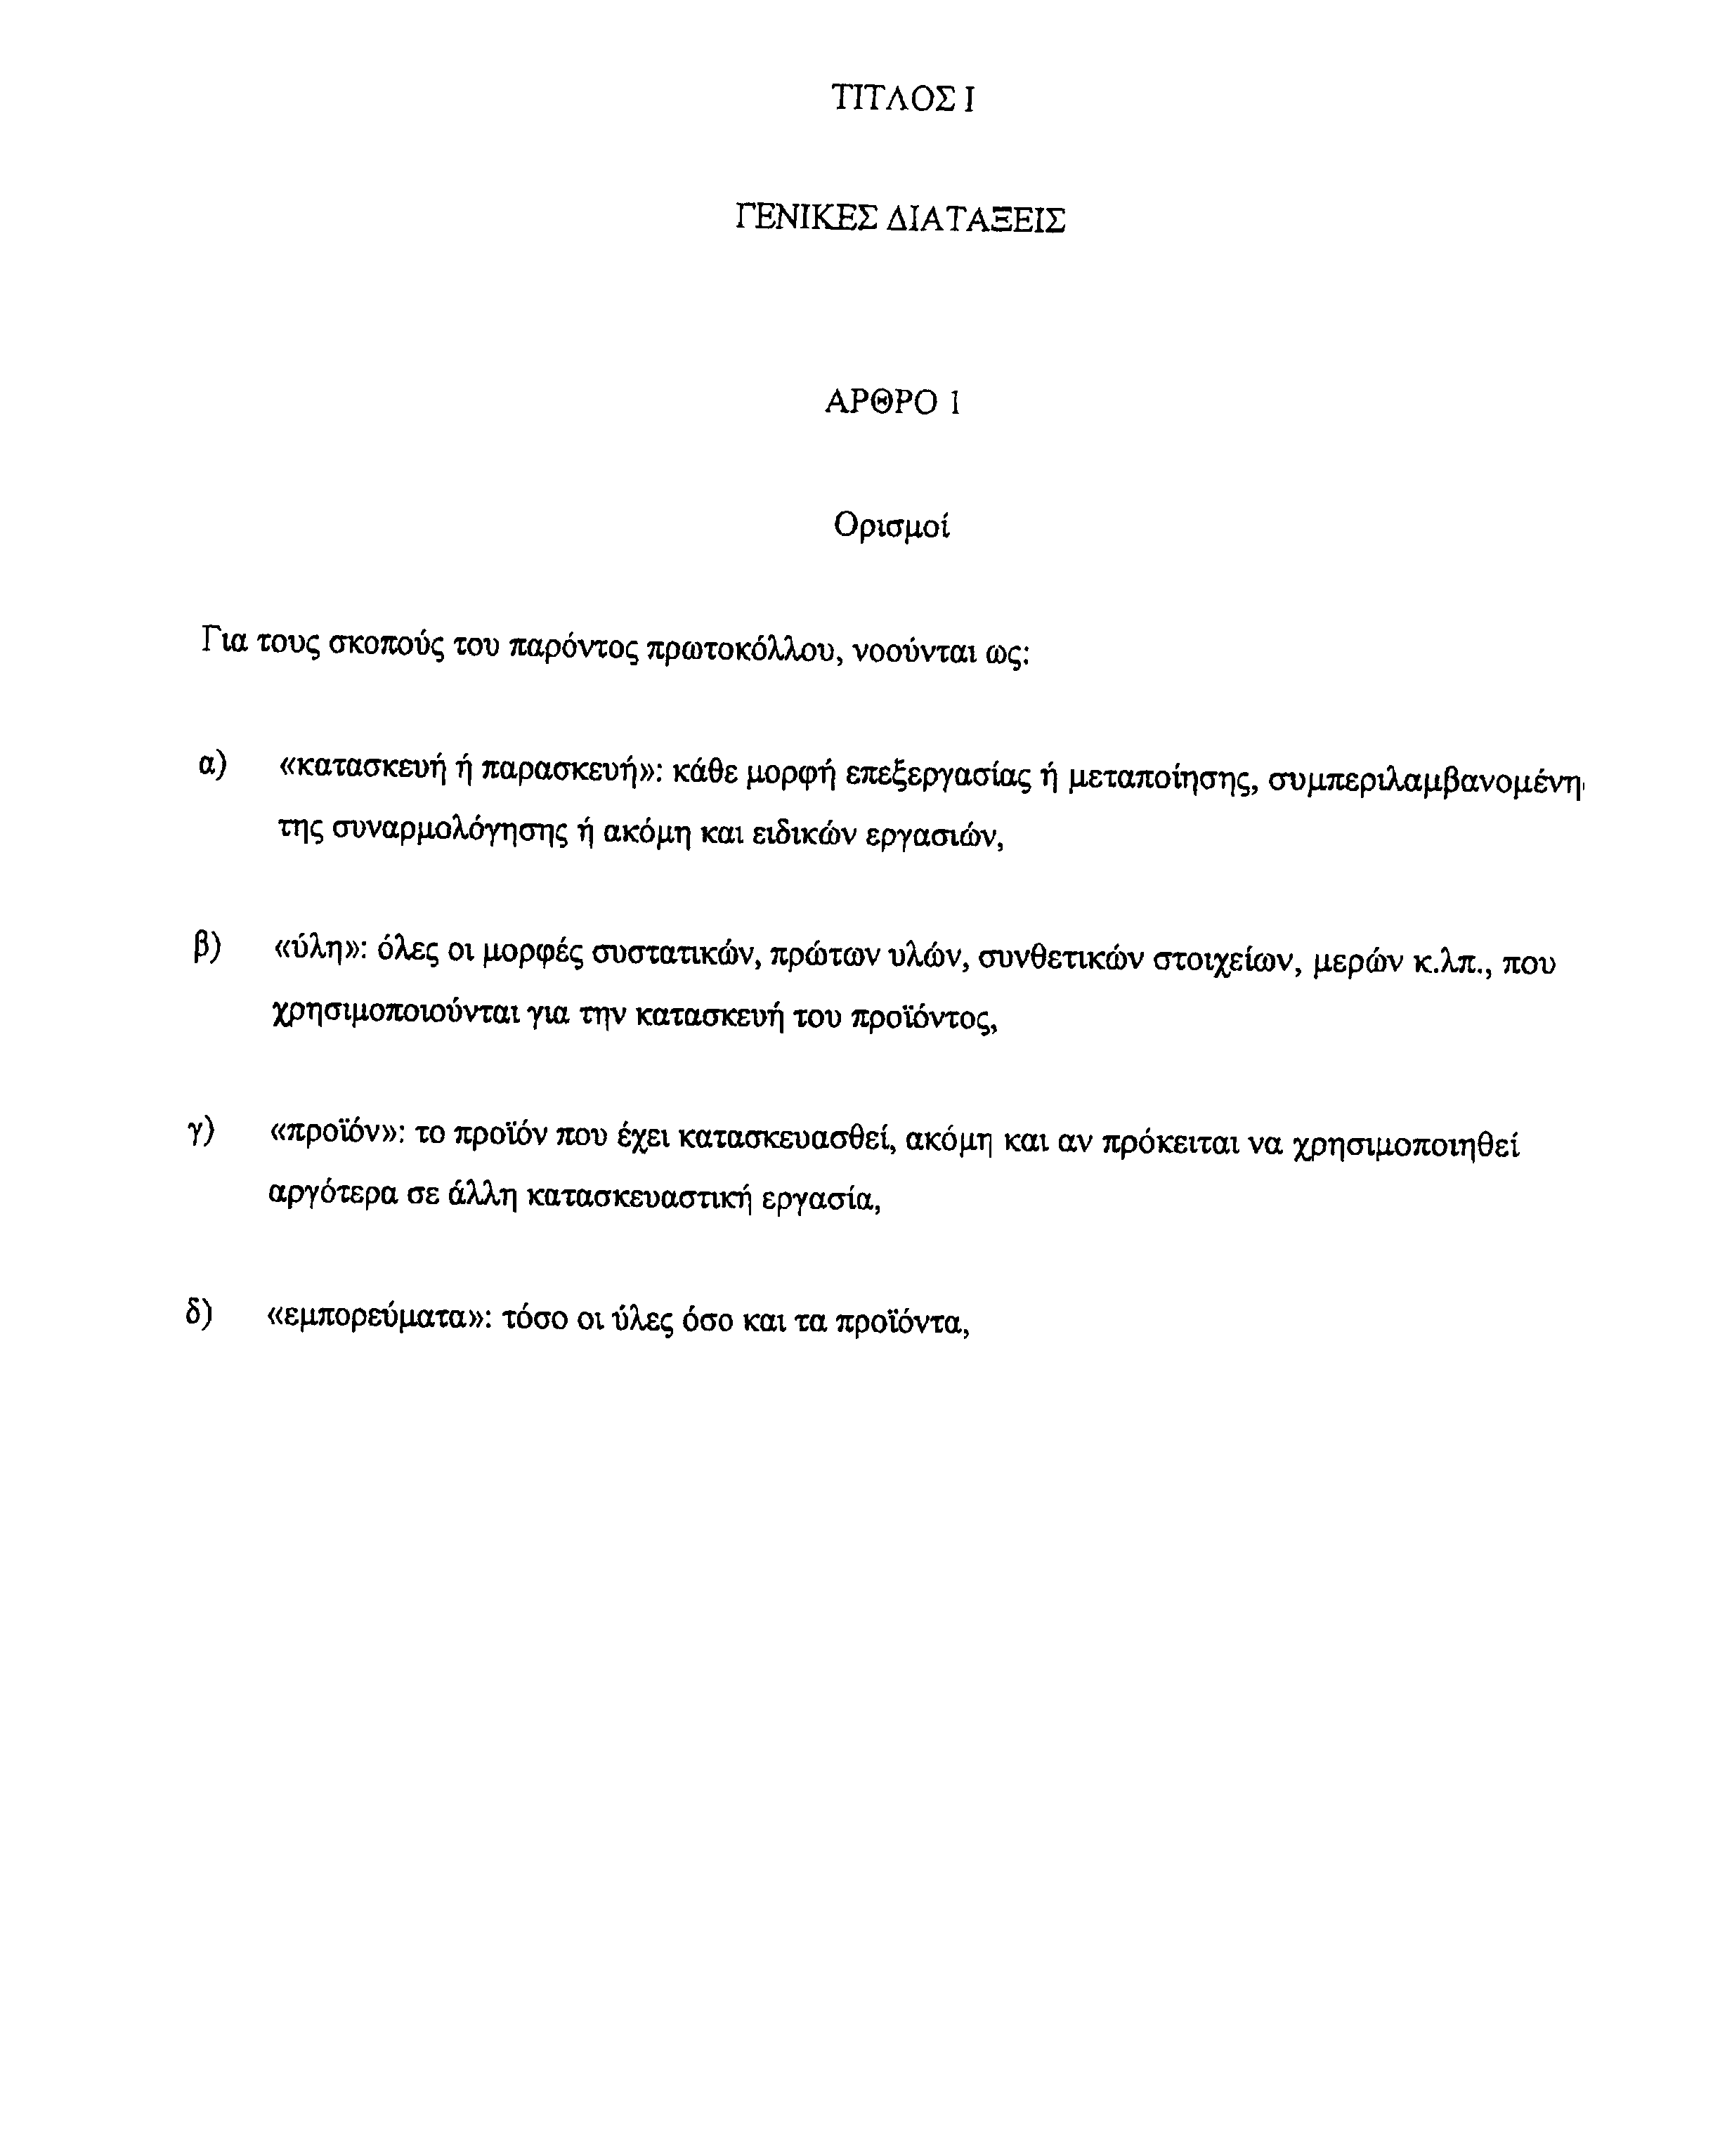 ΤΙΤΛΟΣ Ι
ΓΕΝΙΚΕΣ ΔΙΑΤΑΞΕΙΣ
ΑΡΘΡΟ 1
Ορισμοί
Για τους σκοπούς του παρόντος πρωτοκόλλου, νοούνται ως:
α) «κατασκευή ή παρασκευή»: κάθε μορφή επεξεργασίας ή μεταποίησης, συμπεριλαμβανομένη
της συναρμολόγησης ή ακόμη και ειδικών εργασιών,
β) «ύλη»: όλες οι μορφές συστατικών, πρώτων υλών, συνθετικών στοιχείων, μερών κ.λπ., που
χρησιμοποιούνται για την κατασκευή του προϊόντος,
γ) «προϊόν»: το προϊόν που έχει κατασκευασθεί, ακόμη και αν πρόκειται να χρησιμοποιηθεί
αργότερα σε άλλη κατασκευαστική εργασία,
δ) «εμπορεύματα»: τόσο οι ύλες όσο και τα προϊόντα,